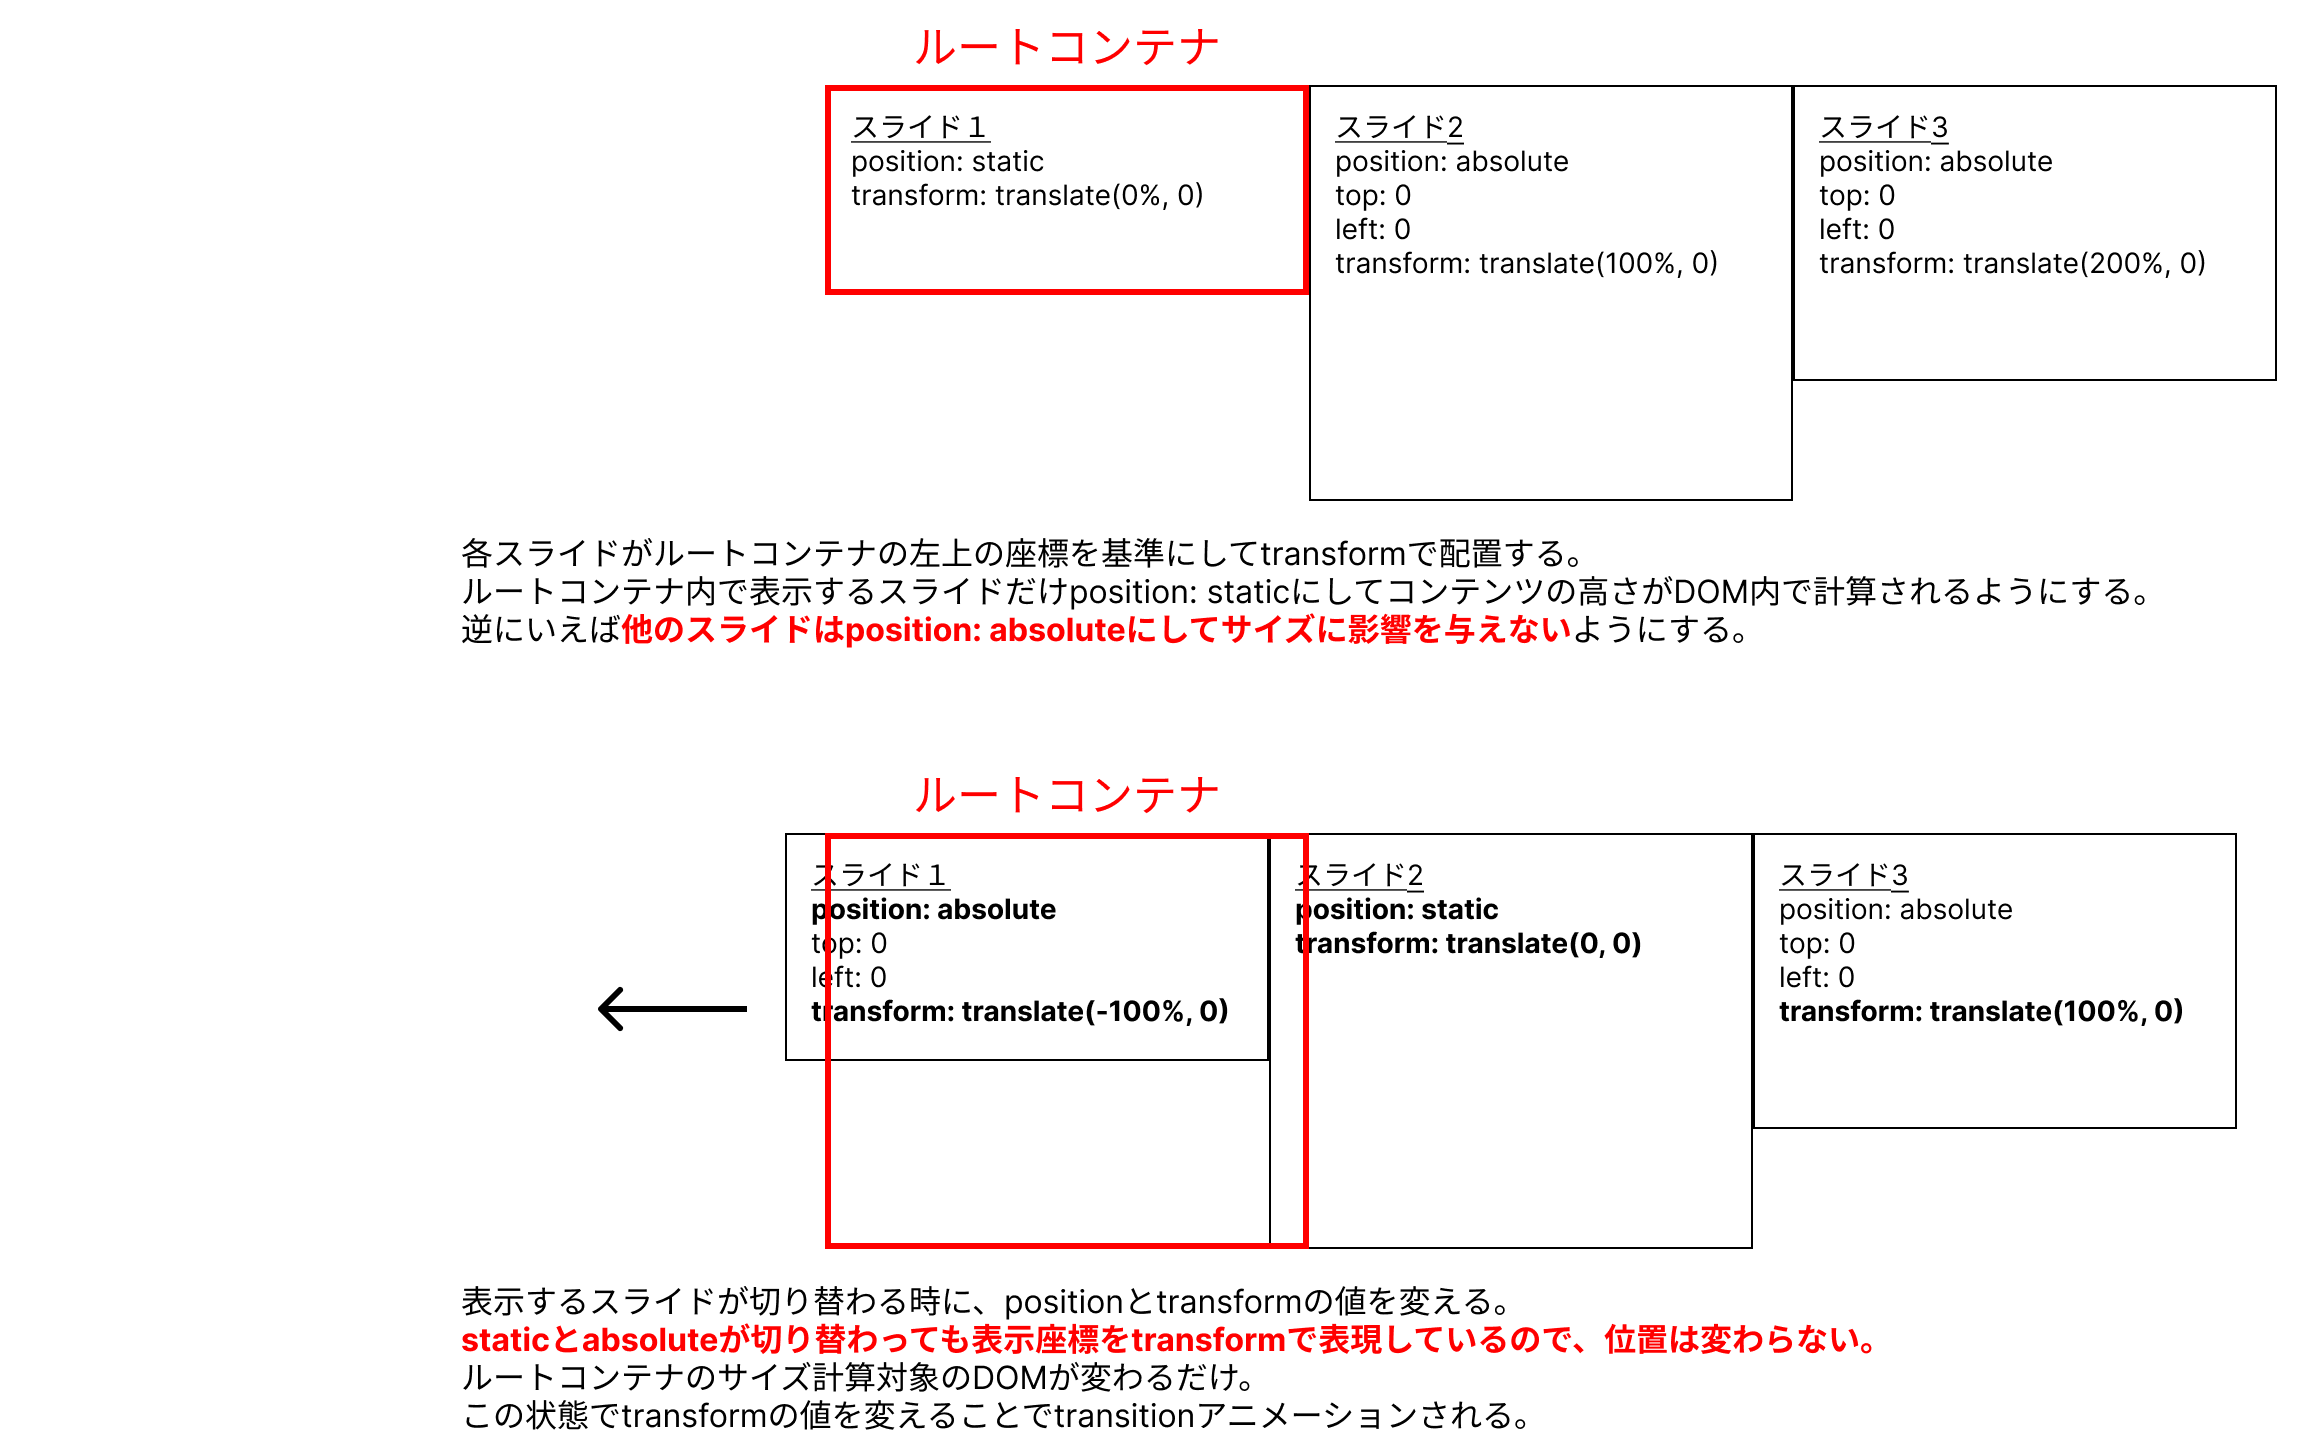 ルートコンテナ
スライド１
position: static
transform: translate(0%, 0)
スライド2
position: absolute
top: 0
left: 0
transform: translate(100%, 0)
スライド3
position: absolute
top: 0
left: 0
transform: translate(200%, 0)
各スライドがルートコンテナの左上の座標を基準にしてtransformで配置する。
ルートコンテナ内で表示するスライドだけposition: staticにしてコンテンツの高さがDOM内で計算されるようにする。
逆にいえば他のスライドはposition: absoluteにしてサイズに影響を与えないようにする。
ルートコンテナ
スライド１
position: absolute
top: 0
left: 0
transform: translate(-100%, 0)
スライド2
position: static
transform: translate(0, 0)
スライド3
position: absolute
top: 0
left: 0
transform: translate(100%, 0)
表示するスライドが切り替わる時に、positionとtransformの値を変える。
staticとabsoluteが切り替わっても表示座標をtransformで表現しているので、位置は変わらない。
ルートコンテナのサイズ計算対象のDOMが変わるだけ。
この状態でtransformの値を変えることでtransitionアニメーションされる。